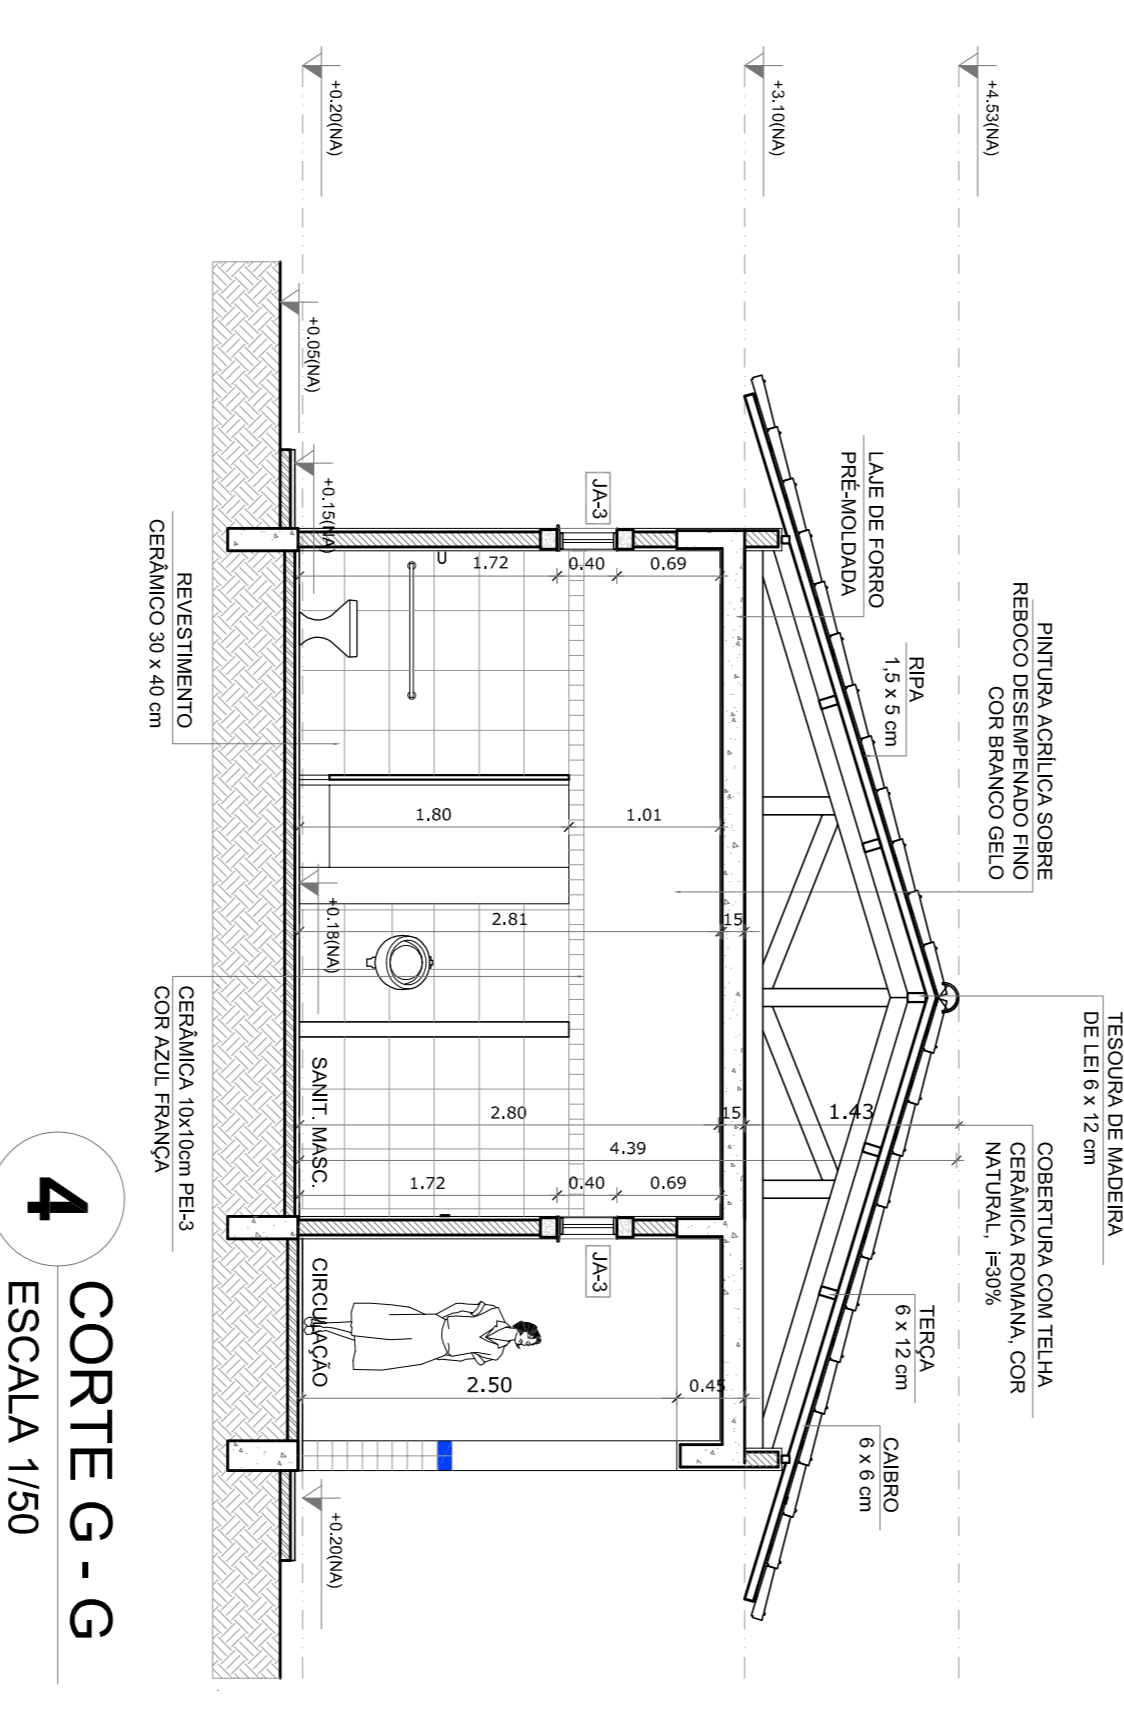 +4.53(NA)
+3.10(NA)
+0.20(NA)
+0.05(NA)
+0.15(NA)
TESOURA DE MADEIRA
DE LEI 6 x 12 cm
PINTURA ACRÍLICA SOBRE
REBOCO DESEMPENADO FINO
COR BRANCO GELO
COBERTURA COM TELHA
CERÂMICA ROMANA, COR
NATURAL, i=30%
RIPA
1,5 x 5 cm
TERÇA
6 x 12 cm
LAJE DE FORRO
PRÉ-MOLDADA
CAIBRO
6 x 6 cm
JA-3
0.69
0.40
1.72
1.01
1.80
15
2.81
+0.18(NA)
1.43
15
2.80
4.39
0.69
0.40
1.72
JA-3
0.45
2.50
SANIT. MASC.
CIRCULAÇÃO
+0.20(NA)
REVESTIMENTO
CERÂMICO 30 x 40 cm
CERÂMICA 10x10cm PEI-3
COR AZUL FRANÇA
4
CORTE G - G
ESCALA 1/50